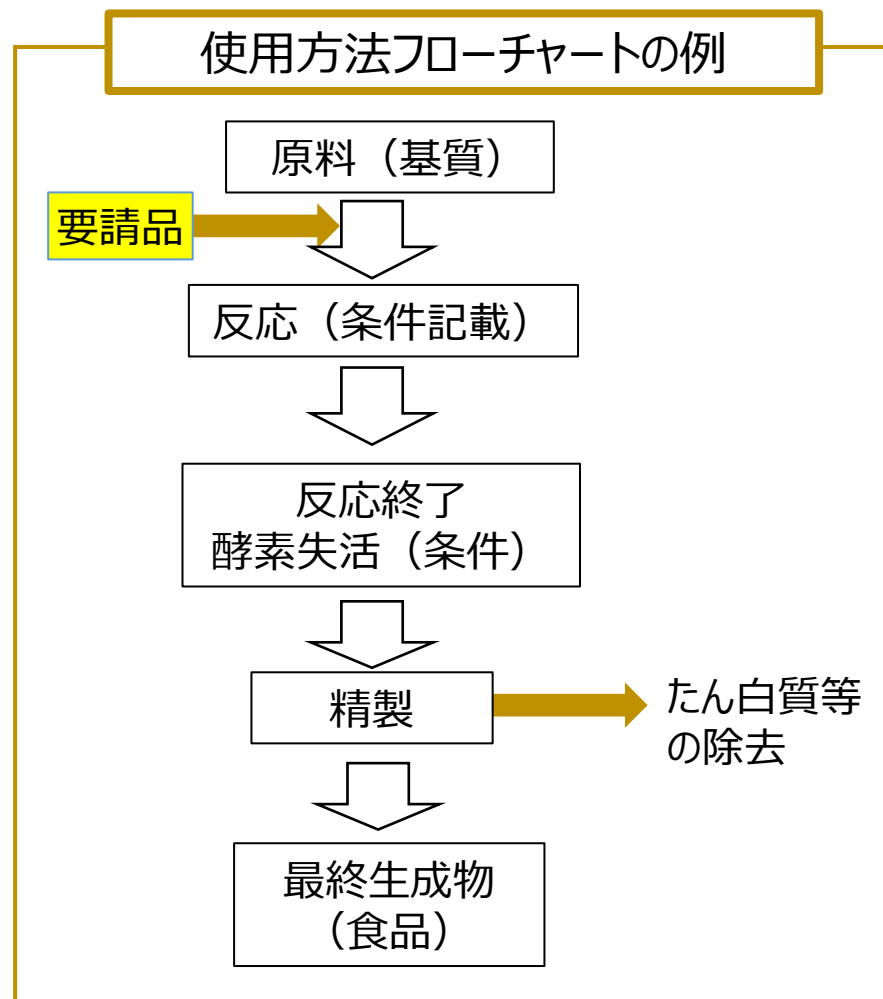 使用方法フローチャートの例
原料（基質）
要請品
反応（条件記載）
反応終了
酵素失活（条件）
精製
たん白質等
の除去
最終生成物
（食品）